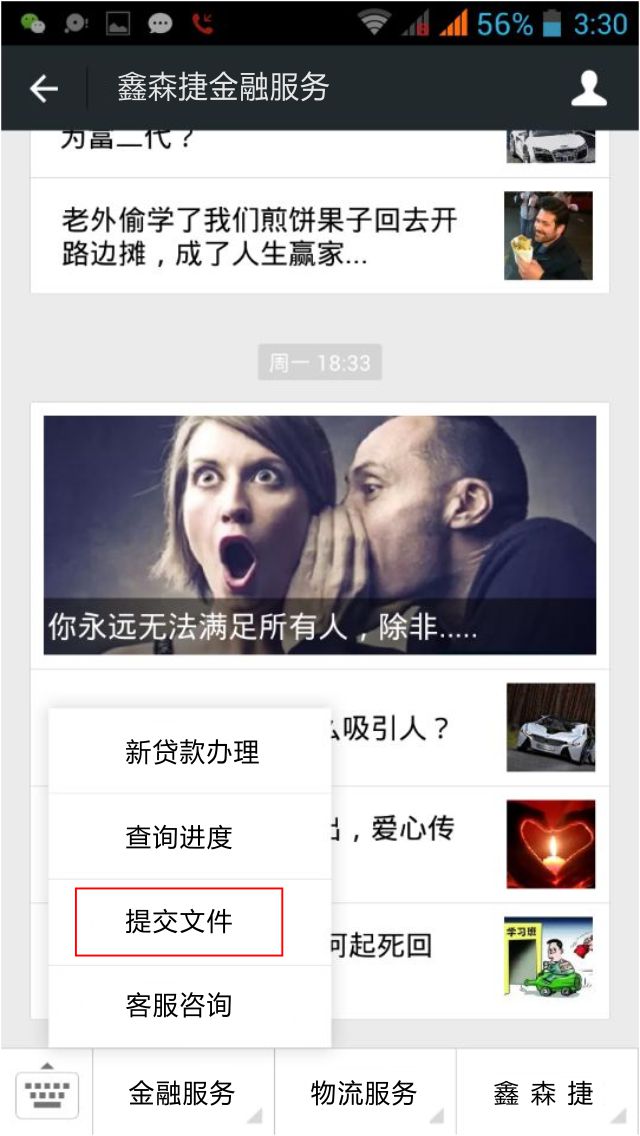 56% 3:30
鑫森捷金融服务
为富二代？
老外偷学了我们煎饼果子回去开
路边摊，成了人生赢家...
周一 18:33
你永远无法满足所有人，除非.....
么吸引人？
出，爱心传
河起死回
学习班
新贷款办理
查询进度
提交文件
客服咨询
金融服务
物流服务
鑫 森 捷